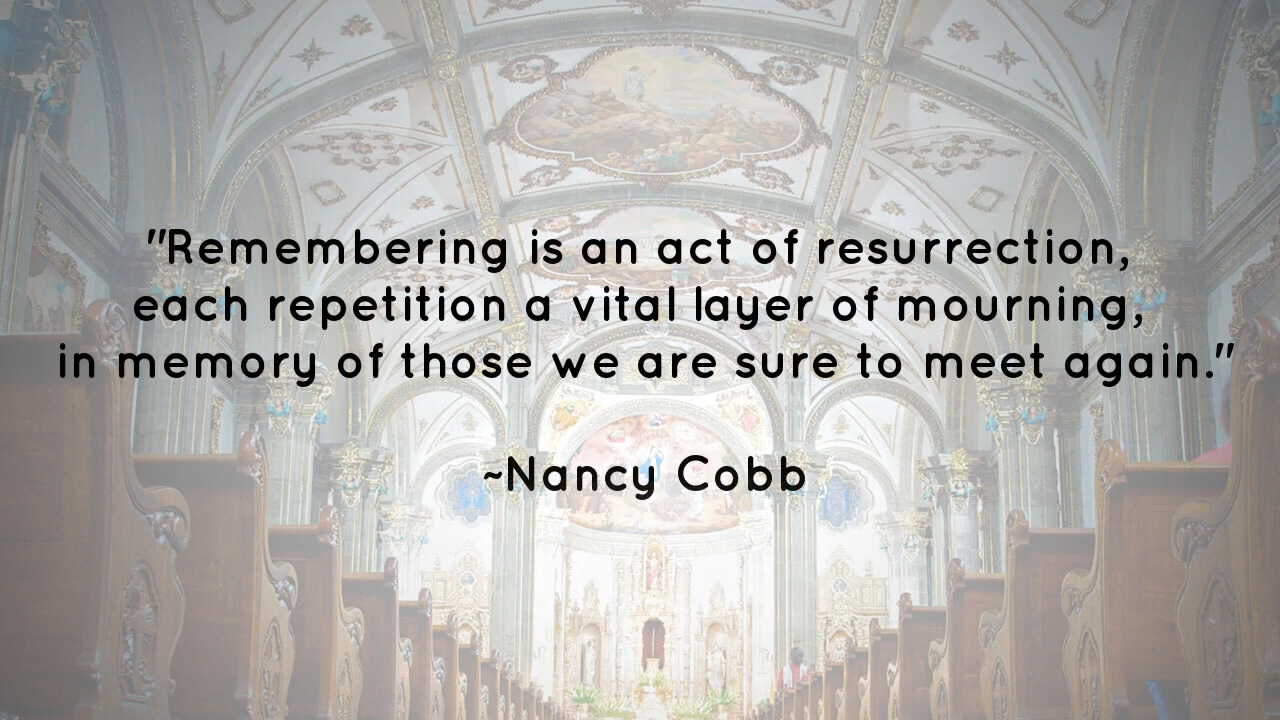 "Remembering is an act of resurrection,
each repetition a vital layer of mourning,
in memory of those we are sure to meet again."
~Nancy Cobb